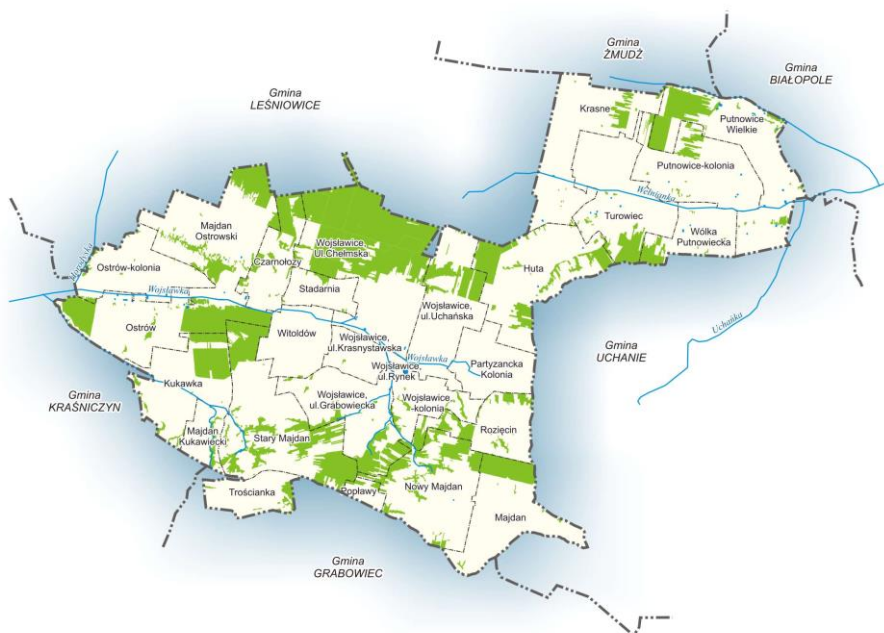 Gmina
ŻMUDŹ
Gmina
BIAŁOPOLE
Gmina
LEŚNIOWICE
Krasne
Putnowice
Wielkie
Putnowice-kolonia
Wełnianka
Turowiec
Wólka
Putnowiecka
Majdan
Ostrowski
Wojsławice,
Ul.Chełmska
Czarnołozy
Huta
Ostrów-kolonia
Stadarnia
Wojsławka
Wojsławice,
ul.Uchańska
Uchańka
Ostrów
Witoldów
Wojsławice,
ul.Krasnystawska
Wojsławka
Gmina
UCHANIE
Wojsławice,
ul.Rynek
Partyzancka
Kolonia
Kukawka
Gmina
KRAŚNICZYN
Wojsławice,
ul.Grabowiecka
Wojsławice
-kolonia
Majdan
Kukawiecki
Stary Majdan
Rozięcin
Trościanka
Popławy
Nowy Majdan
Majdan
Gmina
GRABOWIEC